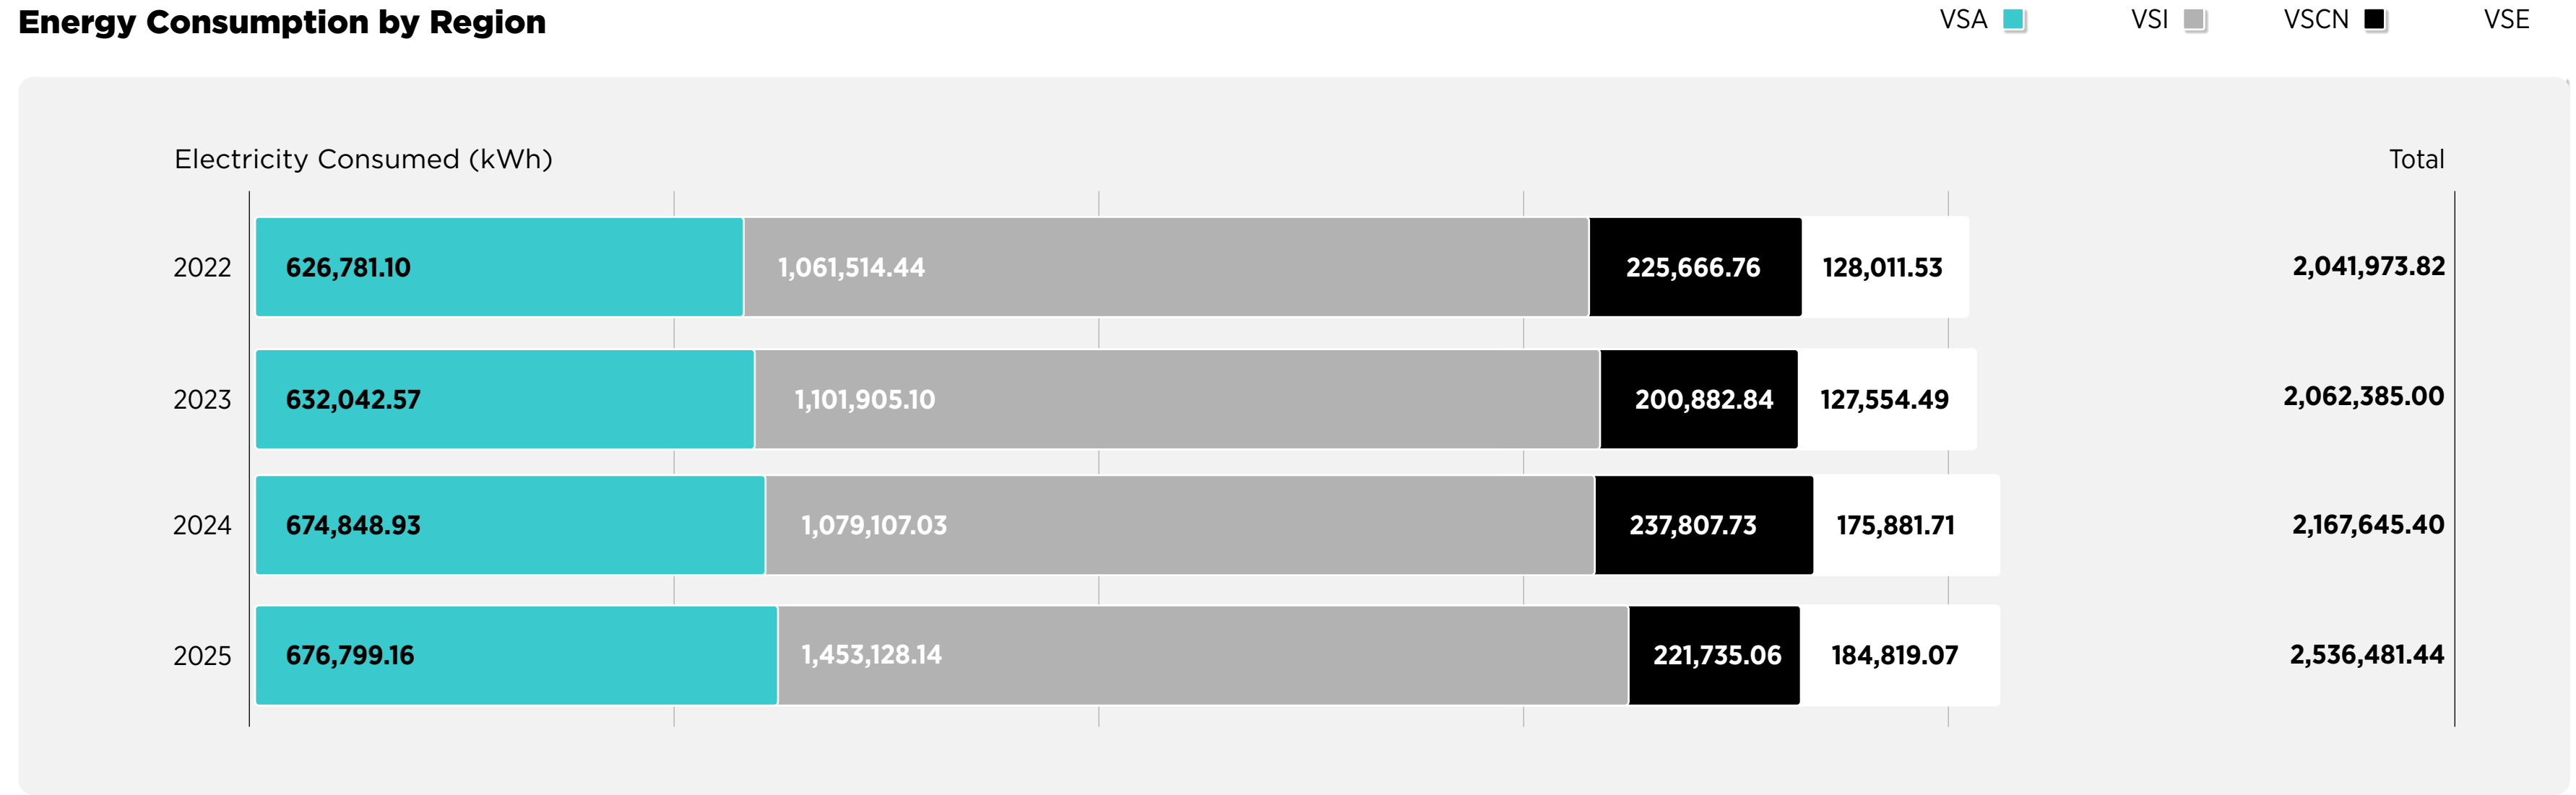 Energy Consumption by Region
VSA VSI VSCN VSE
Electricity Consumed (kWh) Total
2022 626,781.10 1,061,514.44 225,666.76 128,011.53 2,041,973.82
2023 632,042.57 1,101,905.10 200,882.84 127,554.49 2,062,385.00
2024 674,848.93 1,079,107.03 237,807.73 175,881.71 2,167,645.40
2025 676,799.16 1,453,128.14 221,735.06 184,819.07 2,536,481.44